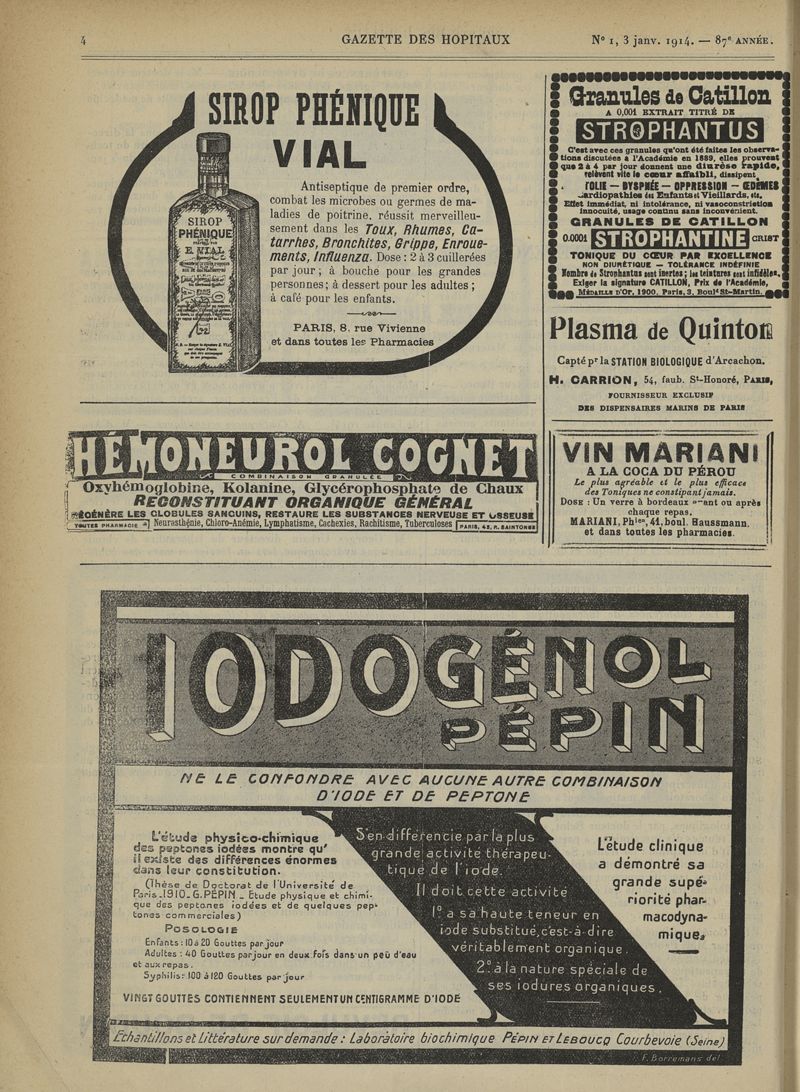 4
GAZETTE DES HOPITAUX
N° 1, 3 janv. 1914. — 87e ANNÉE.
SIROP PHÉNIQUE
VIAL
SIROP
PHÉNIQUE
E. VIAL
Antiseptique de premier ordre,
combat les microbes ou germes de ma-
ladies de poitrine. réussit merveilleu-
sement dans les Toux, Rhumes, Ca-
tarrhes, Bronchites, Grippe, Enroue-
ments, Influenza. Dose : 2 à 3 cuillerées
par jour ; à bouche pour les grandes
personnes ; à dessert pour les adultes ;
à café pour les enfants.
PARIS, 8, rue Vivienne
et dans toutes les Pharmacies
HÉMONEUROL COGNET
COMBINAISON GRANULÉE
Oxyhémoglobine, Kolanine, Glycérophosphate de Chaux
RECONSTITUANT ORGANIQUE GÉNÉRAL
RÉGÉNÈRE LES GLOBULES SANGUINS, RESTAURE LES SUBSTANCES NERVEUSE ET OSSEUSE
TOUTES PHARMACIE
Neurasthénie, Chloro-Anémie, Lymphatisme, Cachexies, Rachitisme, Tuberculoses
PARIS, 43, R. SAINTONGE
Granules de Catillon
A 0,001 EXTRAIT TITRÉ DE
STROPHANTUS
C'est avec ces granules qu'ont été faites les observa-
tions discutées à l'Académie en 1889, elles prouvent
que 2 à 4 par jour donnent une diurèse rapide,
relèvent vite le cœur affaibli, dissipent
.SYSTOLIE — DYSPNÉE — OPPRESSION — ŒDÈMES
Cardiopathies des Enfants et Vieillards, etc.
Effet immédiat, ni intolérance, ni vasoconstriction
innocuité, usage continu sans inconvénient.
GRANULES DE CATILLON
0.0001 STROPHANTINE CRIST
TONIQUE DU CŒUR PAR EXCELLENCE
NON DIURÉTIQUE — TOLÉRANCE INDÉFINIE
Nombre de Strophantus sont inertes; les teintures sont infidèles.
Exiger la signature CATILLON, Prix de l'Académie,
MÉDAILLE D'OR, 1900. Paris, 3, Boul<sup>d</sup> St-Martin.
Plasma de Quinton
Capté pr la STATION BIOLOGIQUE d'Arcachon.
H. CARRION, 54, faub. St-Honoré, PARIS,
FOURNISSEUR EXCLUSIF
DES DISPENSAIRES MARINS DE PARIS
VIN MARIANI
A LA COCA DU PÉROU
Le plus agréable et le plus efficace
des Toniques ne constipant jamais.
DOSE : Un verre à bordeaux avant ou après
chaque repas.
MARIANI, Phien, 41, boul. Haussmann.
et dans toutes les pharmacies.
IODOGÉNOL
PÉPIN
NE LE CONFONDRE AVEC AUCUNE AUTRE COMBINAISON
D'IODE ET DE PEPTONE
L'étude physico-chimique
des peptones iodées montre qu'
il existe des différences énormes
dans leur constitution.
(Thèse de Doctorat de l'Université de
Paris_1910_G.PÉPIN _ Etude physique et chimi-
que des peptones iodées et de quelques pep-
tones commerciales)
POSOLOGIE
Enfants : 10 à 20 Gouttes par jour
Adultes : 40 Gouttes par jour en deux fois dans un peu d'eau
et aux repas.
Syphilis : 100 à 120 Gouttes par jour
VINGT GOUTTES CONTIENNENT SEULEMENT UN CENTIGRAMME D'IODE
S'en différencie par la plus
grande activité thérapeu-
tique de l'iode.
Il doit cette activité
1° à sa haute teneur en
iode substitué, c'est-à-dire
véritablement organique.
2° à la nature spéciale de
ses iodures organiques.
L'étude clinique
a démontré sa
grande supé-
riorité phar-
macodyna-
mique.
Echantillons et Littérature sur demande : Laboratoire biochimique PÉPIN ET LEBOUCQ Courbevoie (Seine)
F. Borremans del.